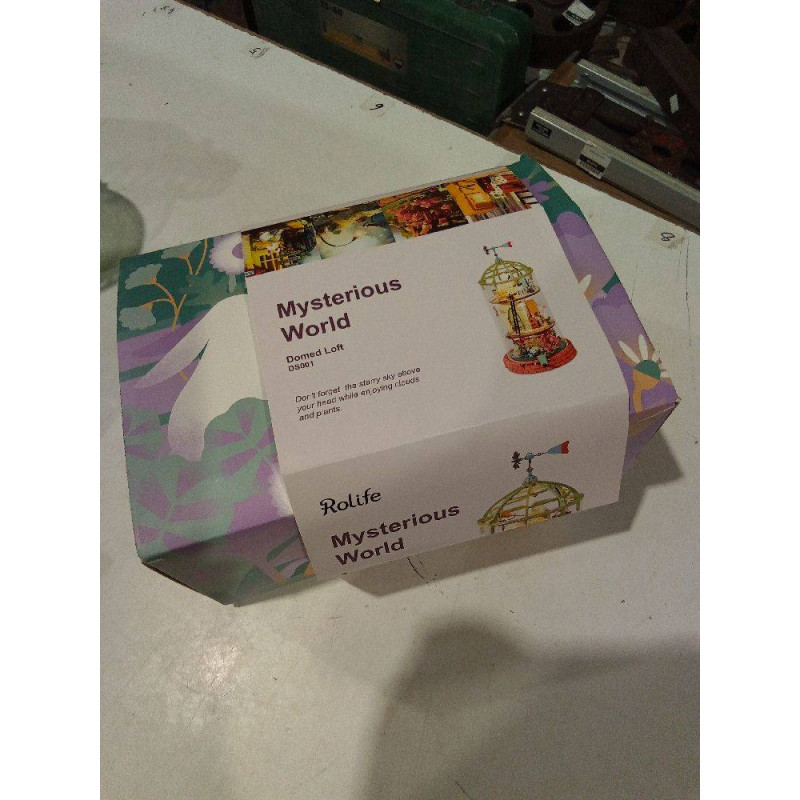 Mysterious
World
Domed Loft
DS001
Don't forget the starry sky above
your head while enjoying clouds
and plants.
Rolife
Mysterious
World